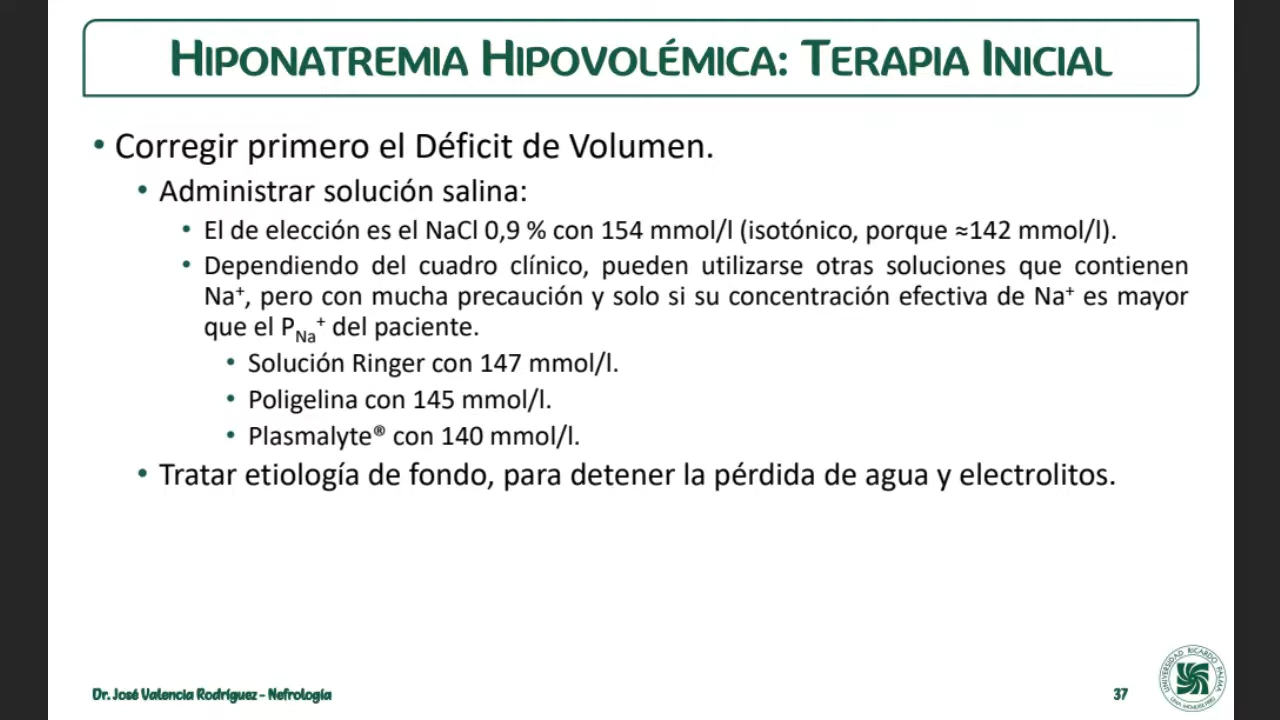 HIPONATREMIA HIPOVOLÉMICA: TERAPIA INICIAL
• Corregir primero el Déficit de Volumen.
• Administrar solución salina:
• El de elección es el NaCl 0,9 % con 154 mmol/l (isotónico, porque ≈142 mmol/l).
• Dependiendo del cuadro clínico, pueden utilizarse otras soluciones que contienen
Na⁺, pero con mucha precaución y solo si su concentración efectiva de Na⁺ es mayor
que el P_Na⁺ del paciente.
• Solución Ringer con 147 mmol/l.
• Poligelina con 145 mmol/l.
• Plasmalyte® con 140 mmol/l.
• Tratar etiología de fondo, para detener la pérdida de agua y electrolitos.
Dr. José Valencia Rodríguez - Nefrología
37
UNIVERSIDAD RICARDO PALMA